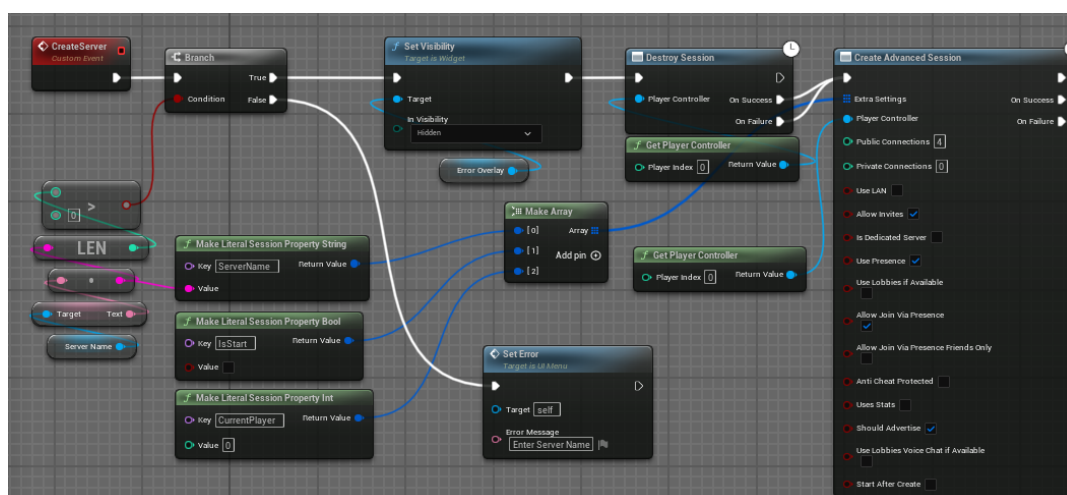 CreateServer
Custom Event
Branch
True
Condition
False
Set Visibility
Target is Widget
Target
In Visibility
Hidden
Error Overlay
Destroy Session
Player Controller
On Success
On Failure
Get Player Controller
Player Index
0
Return Value
Create Advanced Session
Extra Settings
On Success
Player Controller
On Failure
Public Connections
4
Private Connections
0
Use LAN
Allow Invites
Is Dedicated Server
Use Presence
Use Lobbies if Available
Allow Join Via Presence
Allow Join Via Presence Friends Only
Anti Cheat Protected
Uses Stats
Should Advertise
Use Lobbies Voice Chat if Available
Start After Create
>
0
LEN
Target
Text
Server Name
Make Literal Session Property String
Key
ServerName
Return Value
Value
Make Literal Session Property Bool
Key
IsStart
Return Value
Value
Make Literal Session Property Int
Key
CurrentPlayer
Return Value
Value
0
Make Array
[0]
Array
[1]
Add pin
[2]
Get Player Controller
Player Index
0
Return Value
Set Error
Target is UI Menu
Target
self
Error Message
Enter Server Name